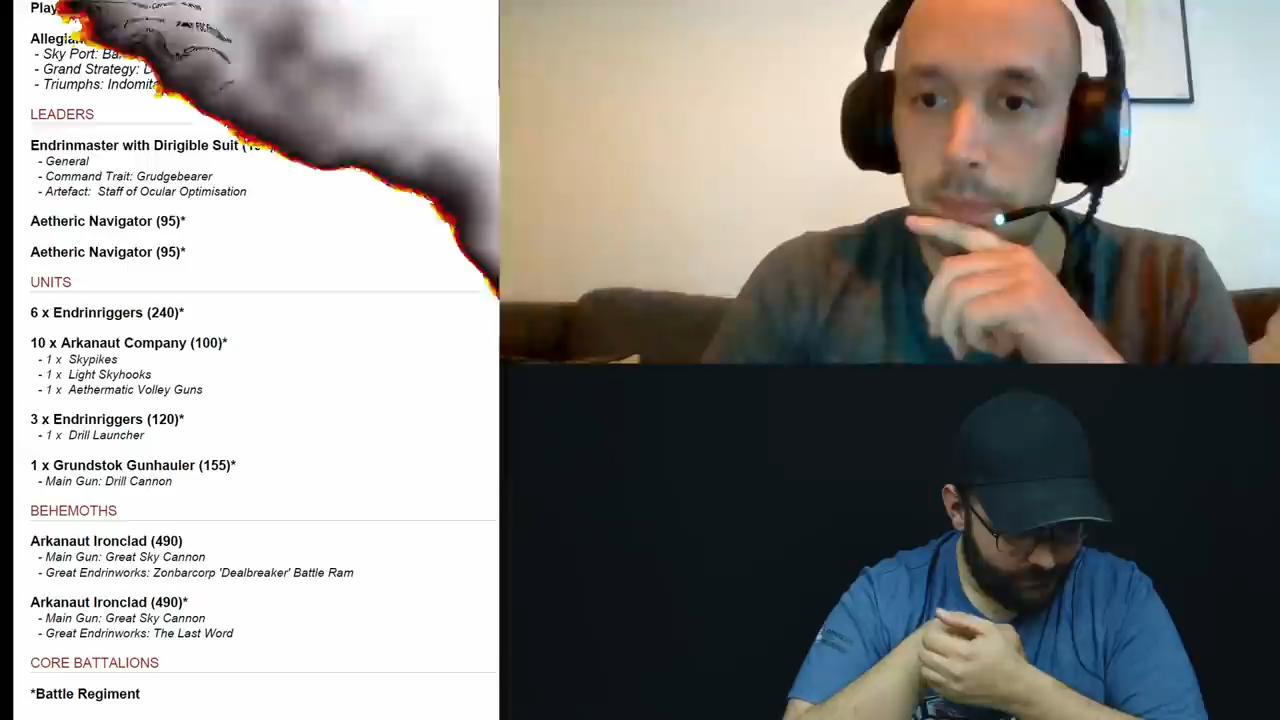 Play
Allegian
- Sky Port: Ba
- Grand Strategy: D
- Triumphs: Indomita
LEADERS
Endrinmaster with Dirigible Suit (
- General
- Command Trait: Grudgebearer
- Artefact: Staff of Ocular Optimisation
Aetheric Navigator (95)*
Aetheric Navigator (95)*
UNITS
6 x Endrinriggers (240)*
10 x Arkanaut Company (100)*
- 1 x Skypikes
- 1 x Light Skyhooks
- 1 x Aethermatic Volley Guns
3 x Endrinriggers (120)*
- 1 x Drill Launcher
1 x Grundstok Gunhauler (155)*
- Main Gun: Drill Cannon
BEHEMOTHS
Arkanaut Ironclad (490)
- Main Gun: Great Sky Cannon
- Great Endrinworks: Zonbarcorp 'Dealbreaker' Battle Ram
Arkanaut Ironclad (490)*
- Main Gun: Great Sky Cannon
- Great Endrinworks: The Last Word
CORE BATTALIONS
*Battle Regiment